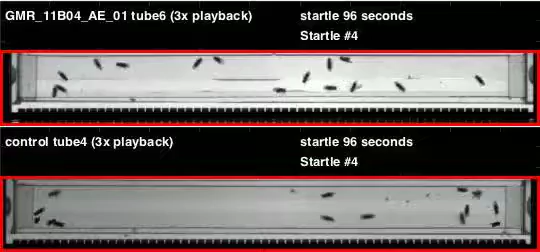 GMR_11B04_AE_01 tube6 (3x playback)
startle 96 seconds
Startle #4
control tube4 (3x playback)
startle 96 seconds
Startle #4